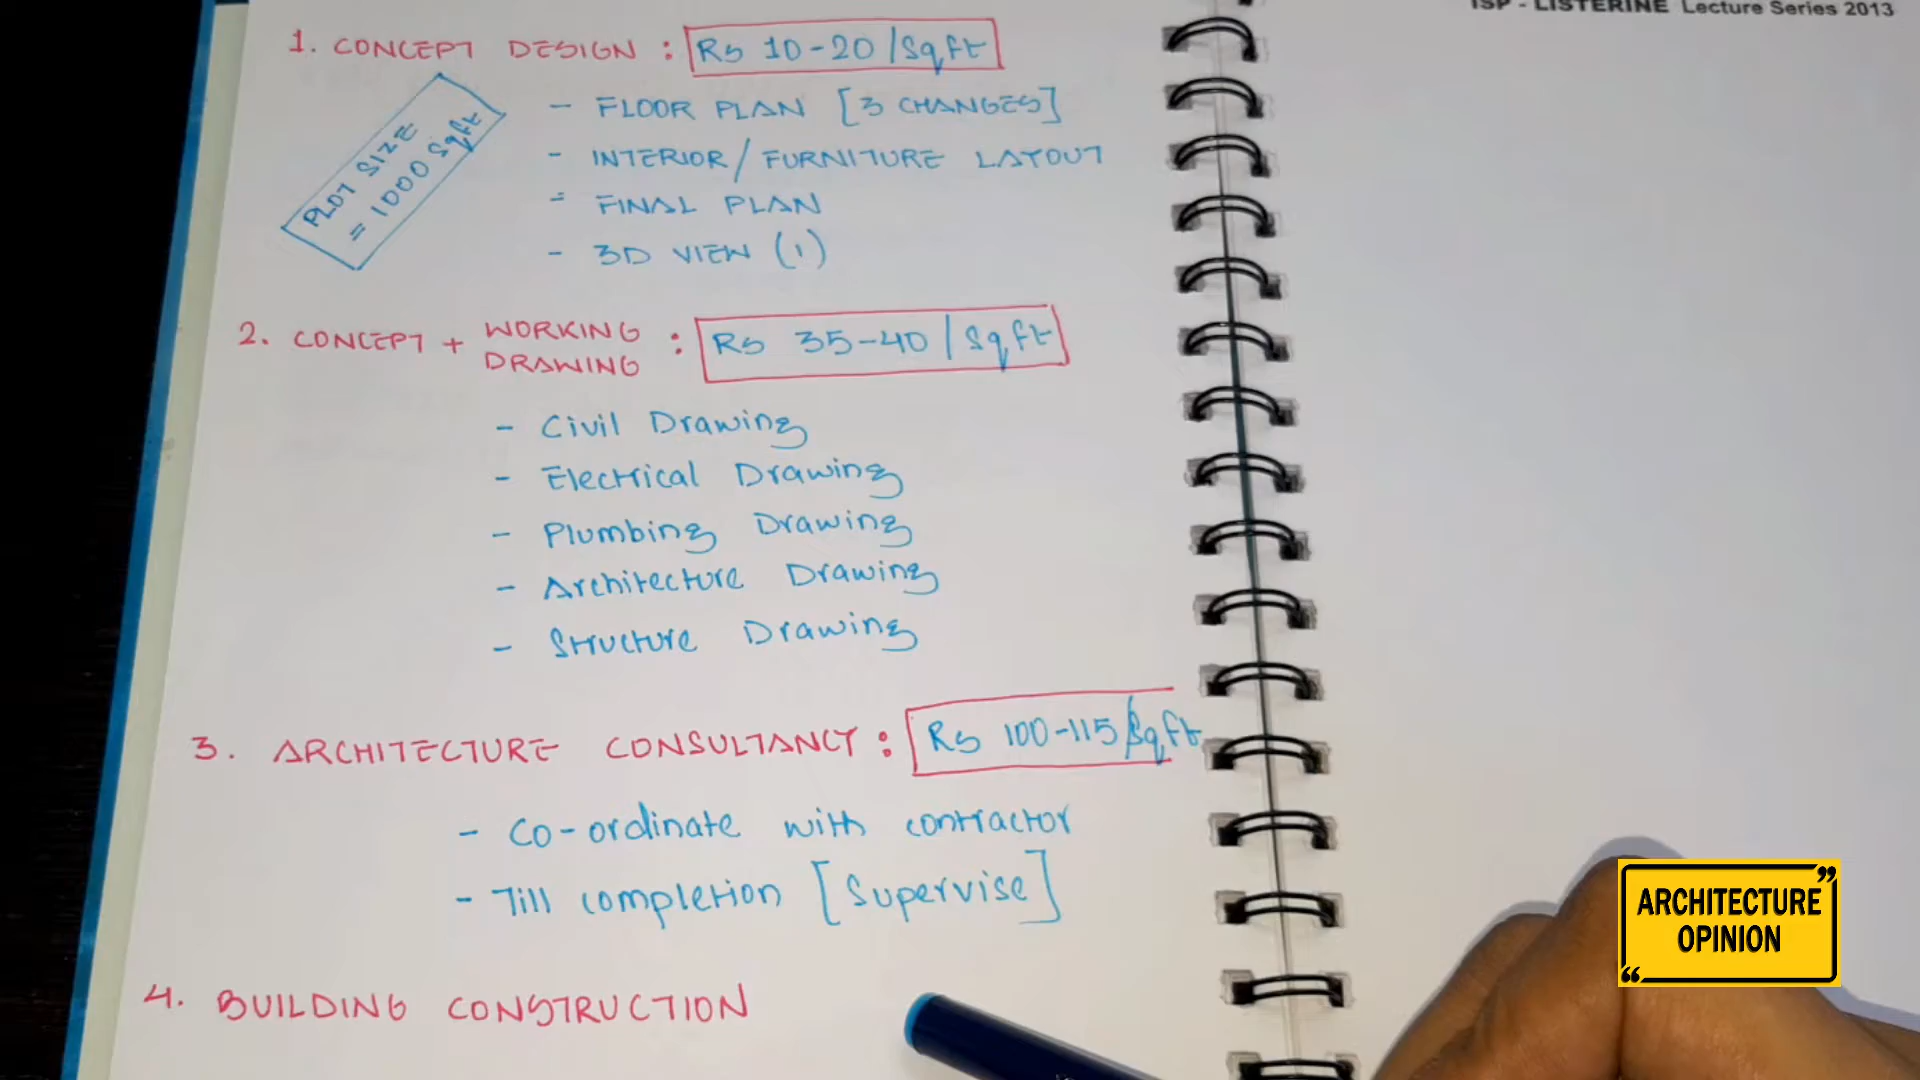 ISP - LISTERINE Lecture Series 2013
1. CONCEPT DESIGN : Rs 10-20 /Sqft
PLOT SIZE
= 1000 Sqft
- FLOOR PLAN [3 CHANGES]
- INTERIOR/FURNITURE LAYOUT
- FINAL PLAN
- 3D VIEW (1)
2. CONCEPT + WORKING DRAWING : Rs 35-40 /Sqft
- Civil Drawing
- Electrical Drawing
- Plumbing Drawing
- Architecture Drawing
- Structure Drawing
3. ARCHITECTURE CONSULTANCY : Rs 100-115/Sqft
- Co-ordinate with contractor
- Till completion [Supervise]
4. BUILDING CONSTRUCTION
ARCHITECTURE
OPINION